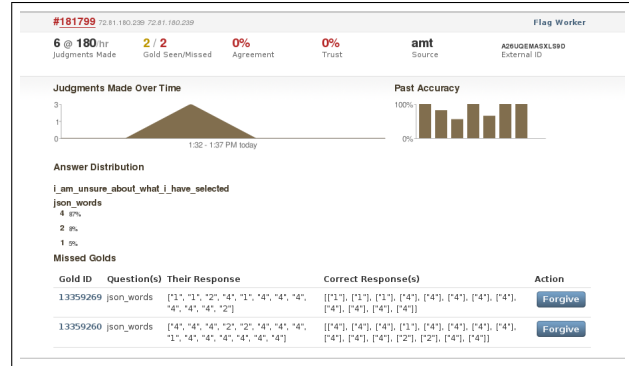 #181799 72.81.180.239 72.81.180.239 Flag Worker
6 @ 180/hr 2 / 2 0% 0% amt A26UQEMASXLS9D
Judgments Made Gold Seen/Missed Agreement Trust Source External ID
Judgments Made Over Time Past Accuracy
3 100%
1
0 0%
1:32 - 1:37 PM today
Answer Distribution
i_am_unsure_about_what_i_have_selected
json_words
4 87%
2 8%
1 5%
Missed Golds
Gold ID Question(s) Their Response Correct Response(s) Action
13359269 json_words ["1", "1", "2", "4", "1", "4", "4", "4", [["1"], ["1"], ["1"], ["4"], ["4"], ["4"], ["4"], ["4"], Forgive
"4", "4", "4", "2"] ["4"], ["4"], ["4"], ["4"]]
13359260 json_words ["4", "4", "4", "2", "2", "4", "4", "4", [["4"], ["4"], ["4"], ["1"], ["4"], ["4"], ["4"], ["4"], Forgive
"1", "4", "4", "4", "4", "4", "4"] ["4"], ["4"], ["4"], ["2"], ["2"], ["4"], ["4"]]